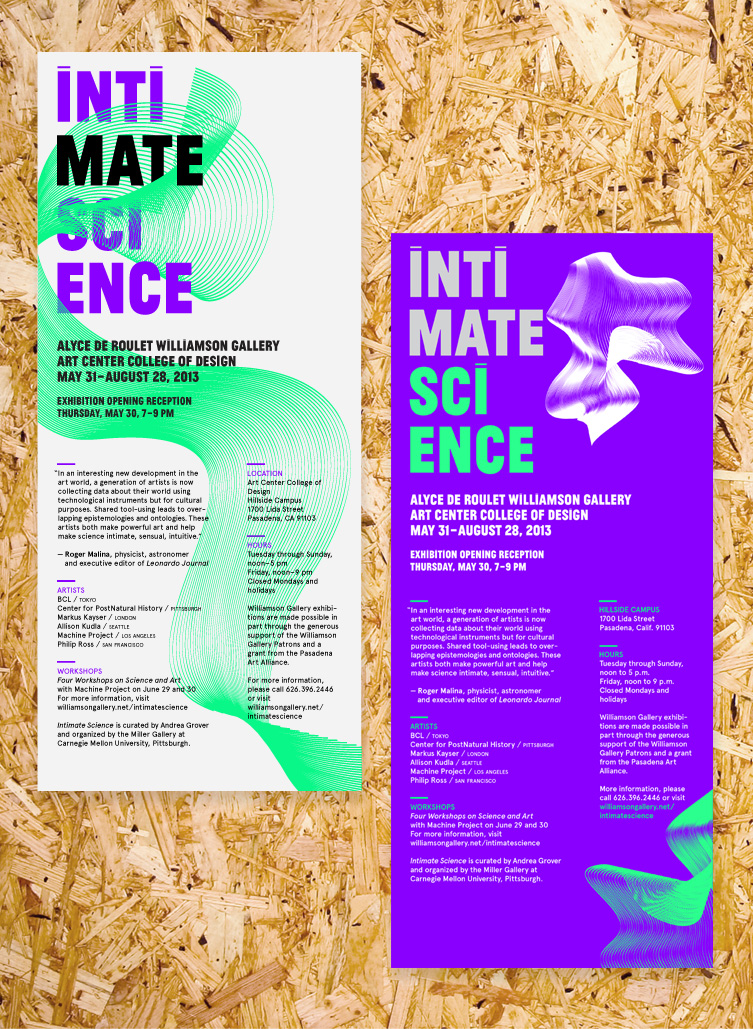 ĪNTĪ
MATE
SCĪ
ENCE
ALYCE DE ROULET WILLIAMSON GALLERY
ART CENTER COLLEGE OF DESIGN
MAY 31–AUGUST 28, 2013
EXHIBITION OPENING RECEPTION
THURSDAY, MAY 30, 7–9 PM
“In an interesting new development in the
art world, a generation of artists is now
collecting data about their world using
technological instruments but for cultural
purposes. Shared tool-using leads to over-
lapping epistemologies and ontologies. These
artists both make powerful art and help
make science intimate, sensual, intuitive.”
— Roger Malina, physicist, astronomer
and executive editor of Leonardo Journal
ARTISTS
BCL / TOKYO
Center for PostNatural History / PITTSBURGH
Markus Kayser / LONDON
Allison Kudla / SEATTLE
Machine Project / LOS ANGELES
Philip Ross / SAN FRANCISCO
WORKSHOPS
Four Workshops on Science and Art
with Machine Project on June 29 and 30
For more information, visit
williamsongallery.net/intimatescience
Intimate Science is curated by Andrea Grover
and organized by the Miller Gallery at
Carnegie Mellon University, Pittsburgh.
LOCATION
Art Center College of
Design
Hillside Campus
1700 Lida Street
Pasadena, CA 91103
HOURS
Tuesday through Sunday,
noon–5 pm
Friday, noon–9 pm
Closed Mondays and
holidays
Williamson Gallery exhibi-
tions are made possible in
part through the generous
support of the Williamson
Gallery Patrons and a
grant from the Pasadena
Art Alliance.
For more information,
please call 626.396.2446
or visit
williamsongallery.net/
intimatescience
ĪNTĪ
MATE
SCĪ
ENCE
ALYCE DE ROULET WILLIAMSON GALLERY
ART CENTER COLLEGE OF DESIGN
MAY 31–AUGUST 28, 2013
EXHIBITION OPENING RECEPTION
THURSDAY, MAY 30, 7–9 PM
“In an interesting new development in the
art world, a generation of artists is now
collecting data about their world using
technological instruments but for cultural
purposes. Shared tool-using leads to over-
lapping epistemologies and ontologies. These
artists both make powerful art and help
make science intimate, sensual, intuitive.”
— Roger Malina, physicist, astronomer
and executive editor of Leonardo Journal
ARTISTS
BCL / TOKYO
Center for PostNatural History / PITTSBURGH
Markus Kayser / LONDON
Allison Kudla / SEATTLE
Machine Project / LOS ANGELES
Philip Ross / SAN FRANCISCO
WORKSHOPS
Four Workshops on Science and Art
with Machine Project on June 29 and 30
For more information, visit
williamsongallery.net/intimatescience
Intimate Science is curated by Andrea Grover
and organized by the Miller Gallery at
Carnegie Mellon University, Pittsburgh.
HILLSIDE CAMPUS
1700 Lida Street
Pasadena, Calif. 91103
HOURS
Tuesday through Sunday,
noon to 5 p.m.
Friday, noon to 9 p.m.
Closed Mondays and
holidays
Williamson Gallery exhibi-
tions are made possible in
part through the generous
support of the Williamson
Gallery Patrons and a grant
from the Pasadena Art
Alliance.
More information, please
call 626.396.2446 or visit
williamsongallery.net/
intimatescience